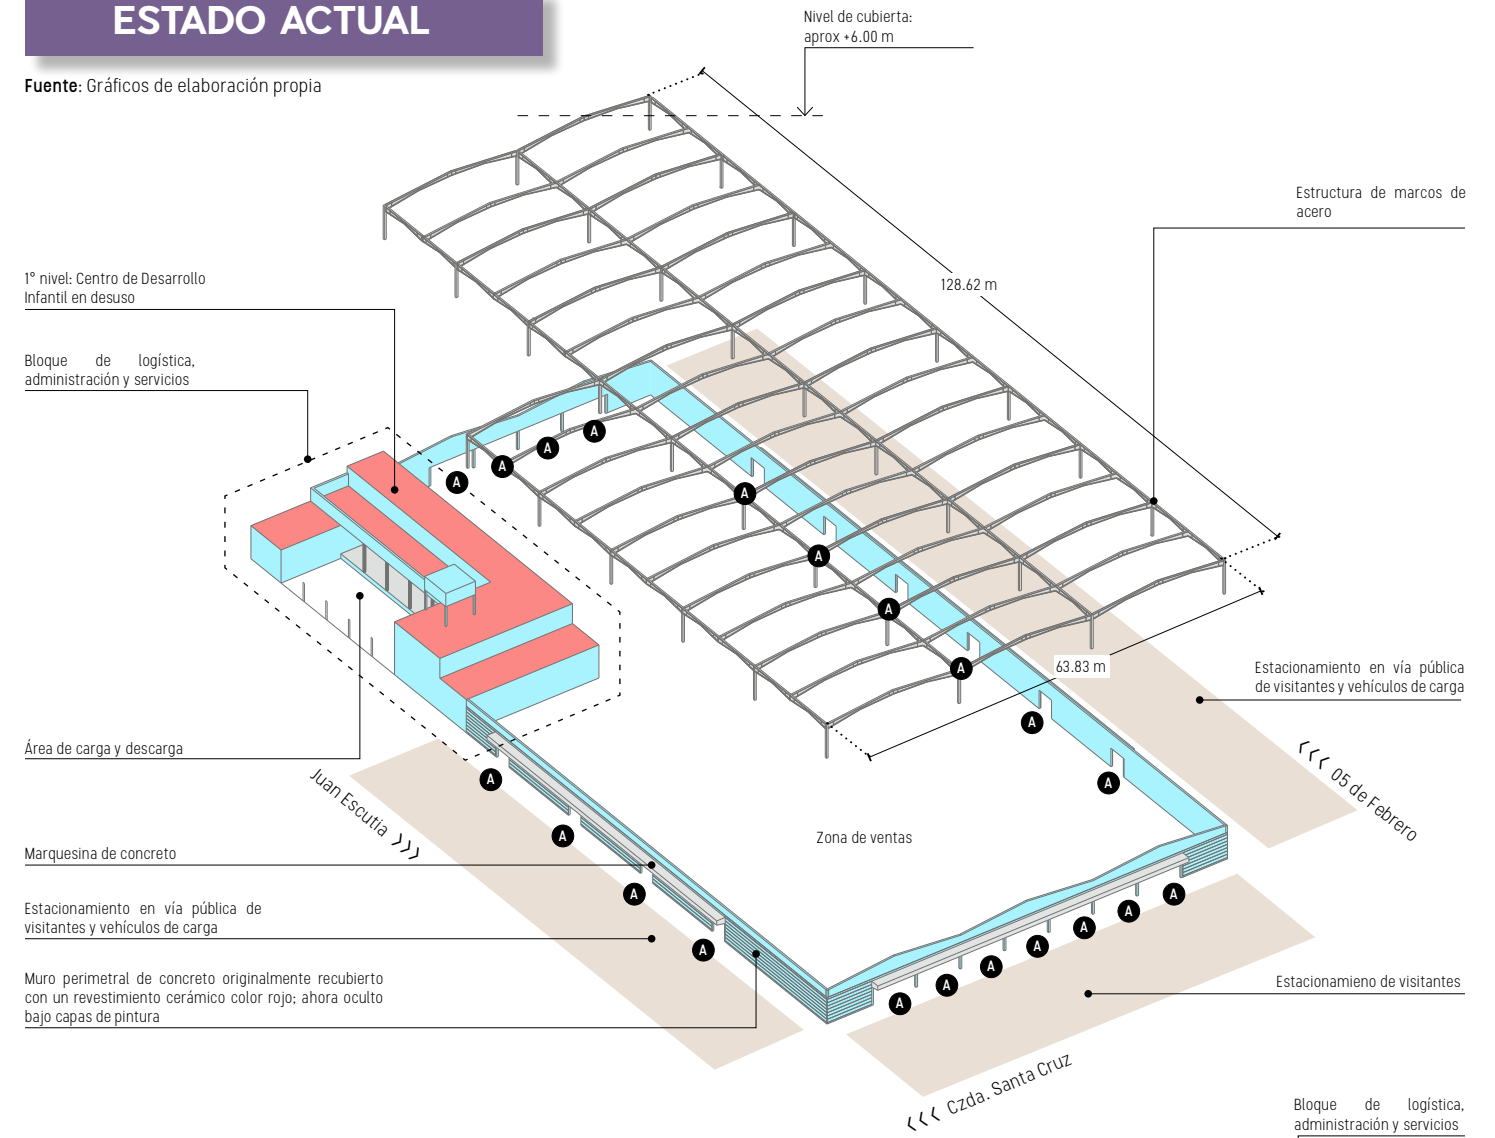 ESTADO ACTUAL
Fuente: Gráficos de elaboración propia
Nivel de cubierta:
aprox +6.00 m
Estructura de marcos de
acero
128.62 m
1° nivel: Centro de Desarrollo
Infantil en desuso
Bloque de logística,
administración y servicios
A
A
A
A
A
A
A
A
63.83 m
Estacionamiento en vía pública
de visitantes y vehículos de carga
A
A
Área de carga y descarga
Juan Escutia >>>
<<< 05 de Febrero
A
A
A
A
Zona de ventas
Marquesina de concreto
Estacionamiento en vía pública de
visitantes y vehículos de carga
Muro perimetral de concreto originalmente recubierto
con un revestimiento cerámico color rojo; ahora oculto
bajo capas de pintura
A
A
A
A
A
A
A
Estacionamieno de visitantes
<<< Czda. Santa Cruz
Bloque de logística,
administración y servicios